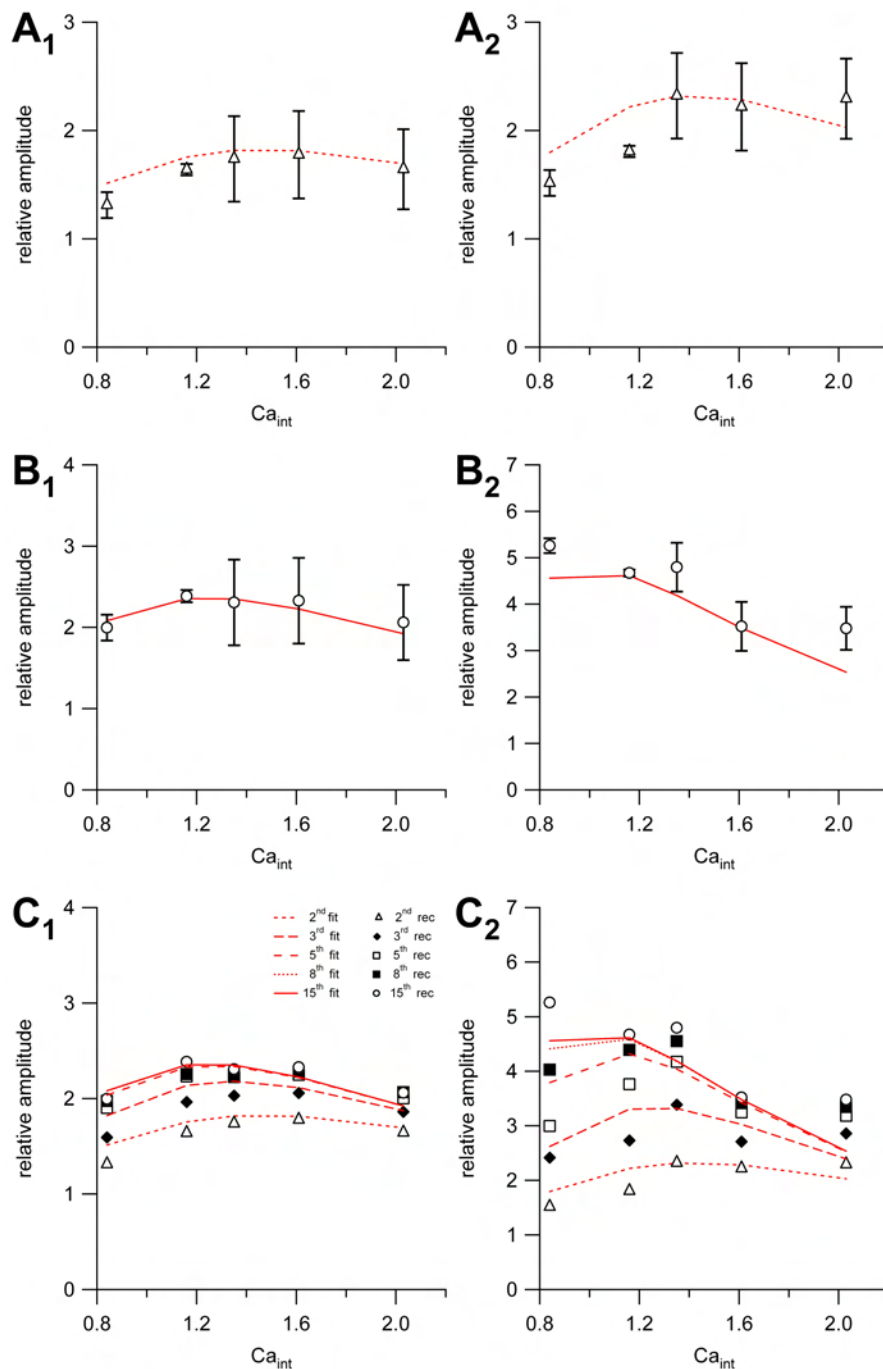 A1
A2
relative amplitude
3
2
1
0
0.8 1.2 1.6 2.0
Caint
relative amplitude
3
2
1
0
0.8 1.2 1.6 2.0
Caint
B1
B2
relative amplitude
4
3
2
1
0
0.8 1.2 1.6 2.0
Caint
relative amplitude
7
6
5
4
3
2
1
0
0.8 1.2 1.6 2.0
Caint
C1
C2
relative amplitude
4
3
2
1
0
2nd fit 2nd rec
3rd fit 3rd rec
5th fit 5th rec
8th fit 8th rec
15th fit 15th rec
0.8 1.2 1.6 2.0
Caint
relative amplitude
7
6
5
4
3
2
1
0
0.8 1.2 1.6 2.0
Caint